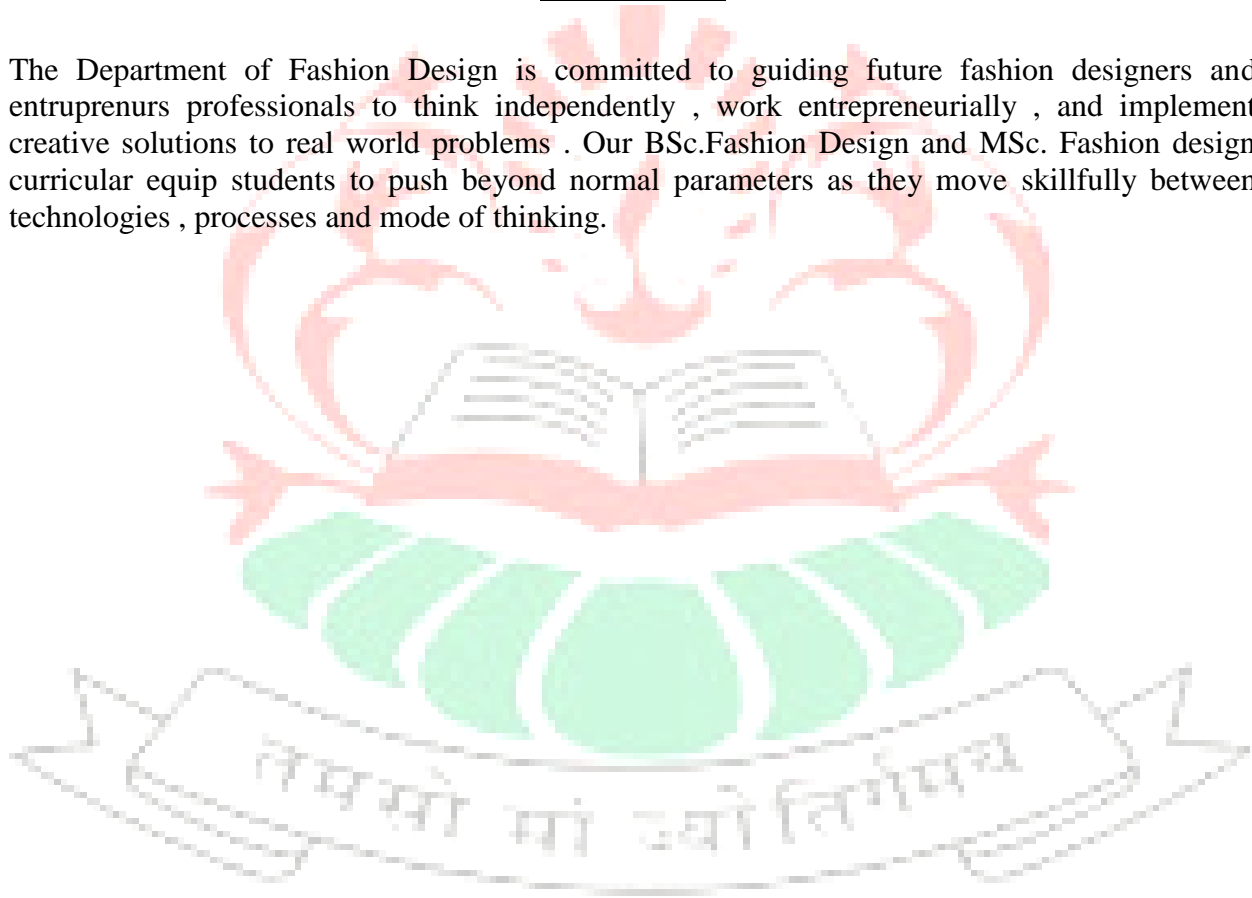 The Department of Fashion Design is committed to guiding future fashion designers and
entruprenurs professionals to think independently , work entrepreneurially , and implement
creative solutions to real world problems . Our BSc.Fashion Design and MSc. Fashion design
curricular equip students to push beyond normal parameters as they move skillfully between
technologies , processes and mode of thinking.
तमसो मां ज्योतिर्गमय